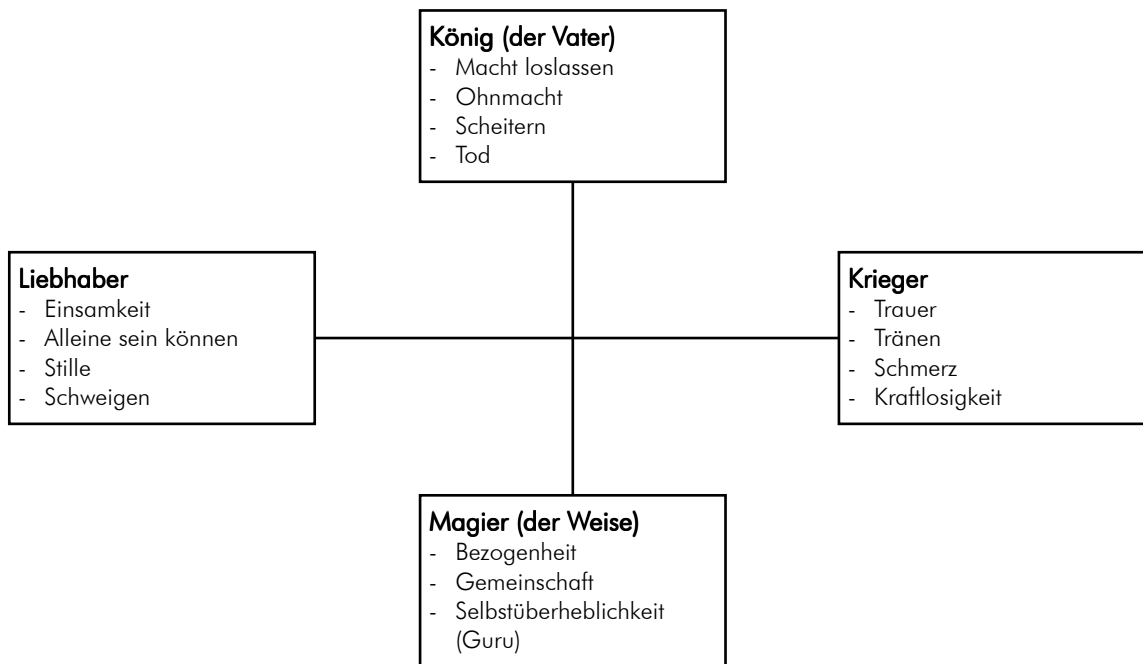 König (der Vater)
- Macht loslassen
- Ohnmacht
- Scheitern
- Tod
Liebhaber
- Einsamkeit
- Alleine sein können
- Stille
- Schweigen
Krieger
- Trauer
- Tränen
- Schmerz
- Kraftlosigkeit
Magier (der Weise)
- Bezogenheit
- Gemeinschaft
- Selbstüberheblichkeit
(Guru)